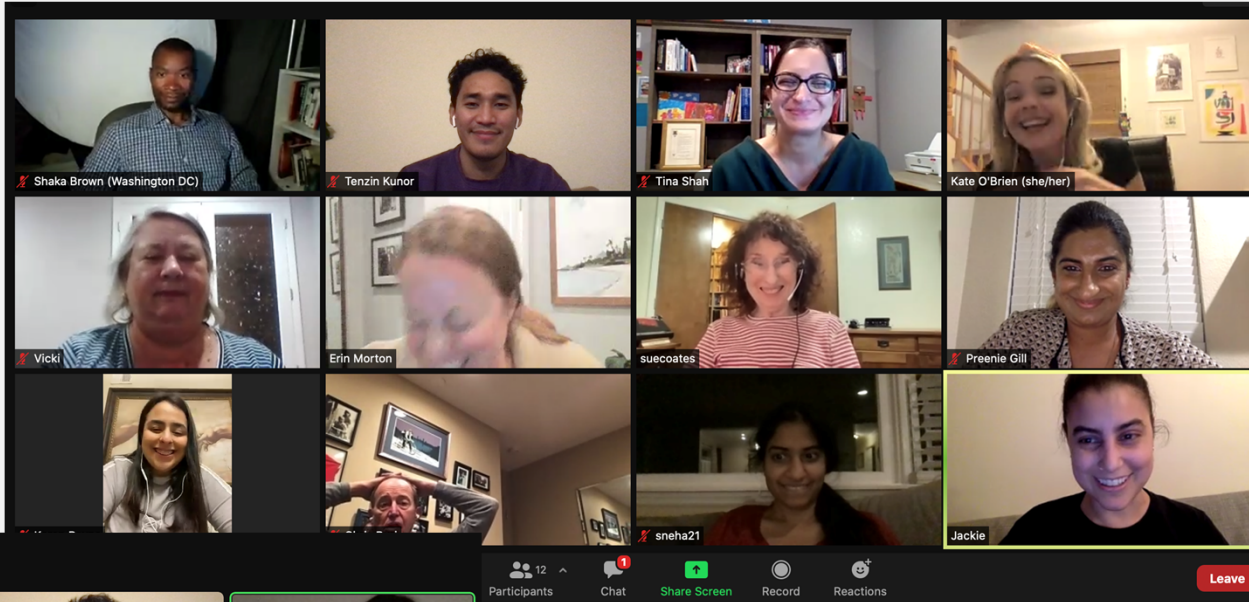 Shaka Brown (Washington DC)
Tenzin Kunor
Tina Shah
Kate O'Brien (she/her)
Vicki
Erin Morton
suecoates
Preenie Gill
sneha21
Jackie
12
1
Participants
Chat
Share Screen
Record
Reactions
Leave